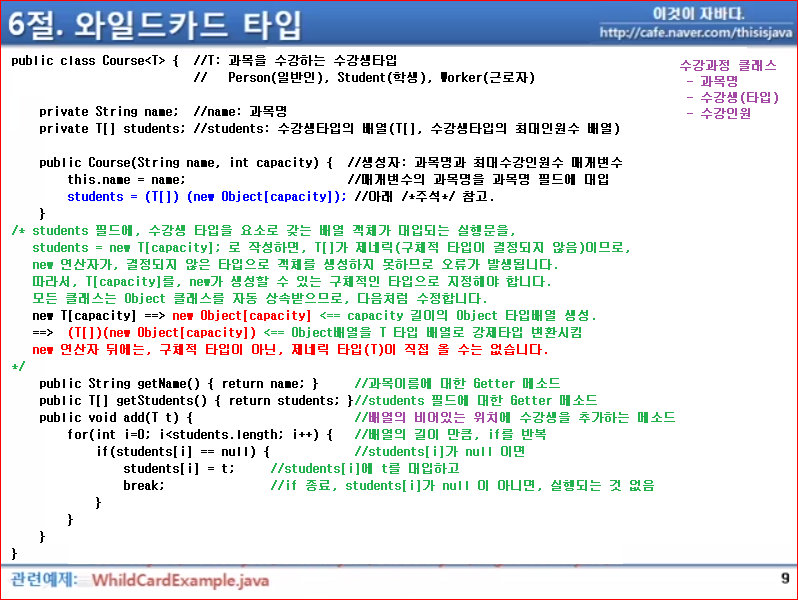 6절. 와일드카드 타입
이것이 자바다.
http://cafe.naver.com/thisisjava
public class Course<T> {  //T: 과목을 수강하는 수강생타입
//   Person(일반인), Student(학생), Worker(근로자)
수강과정 클래스
- 과목명
- 수강생(타입)
- 수강인원
private String name;  //name: 과목명
private T[] students; //students: 수강생타입의 배열(T[], 수강생타입의 최대인원수 배열)
public Course(String name, int capacity) {  //생성자: 과목명과 최대수강인원수 매개변수
this.name = name;                       //매개변수의 과목명을 과목명 필드에 대입
students = (T[]) (new Object[capacity]); //아래 /*주석*/ 참고.
}
/* students 필드에, 수강생 타입을 요소로 갖는 배열 객체가 대입되는 실행문을,
students = new T[capacity]; 로 작성하면, T[]가 제네릭(구체적 타입이 결정되지 않음)이므로,
new 연산자가, 결정되지 않은 타입으로 객체를 생성하지 못하므로 오류가 발생됩니다.
따라서, T[capacity]를, new가 생성할 수 있는 구체적인 타입으로 지정해야 합니다.
모든 클래스는 Object 클래스를 자동 상속받으므로, 다음처럼 수정합니다.
new T[capacity] ==> new Object[capacity] <== capacity 길이의 Object 타입배열 생성.
==>  (T[])(new Object[capacity]) <== Object배열을 T 타입 배열로 강제타입 변환시킴
new 연산자 뒤에는, 구체적 타입이 아닌, 제네릭 타입(T)이 직접 올 수는 없습니다.
*/
public String getName() { return name; }     //과목이름에 대한 Getter 메소드
public T[] getStudents() { return students; }//students 필드에 대한 Getter 메소드
public void add(T t) {                       //배열의 비어있는 위치에 수강생을 추가하는 메소드
for(int i=0; i<students.length; i++) {   //배열의 길이 만큼, if를 반복
if(students[i] == null) {            //students[i]가 null 이면
students[i] = t;     //students[i]에 t를 대입하고
break;               //if 종료, students[i]가 null 이 아니면, 실행되는 것 없음
}
}
}
}
관련예제: WhildCardExample.java
9